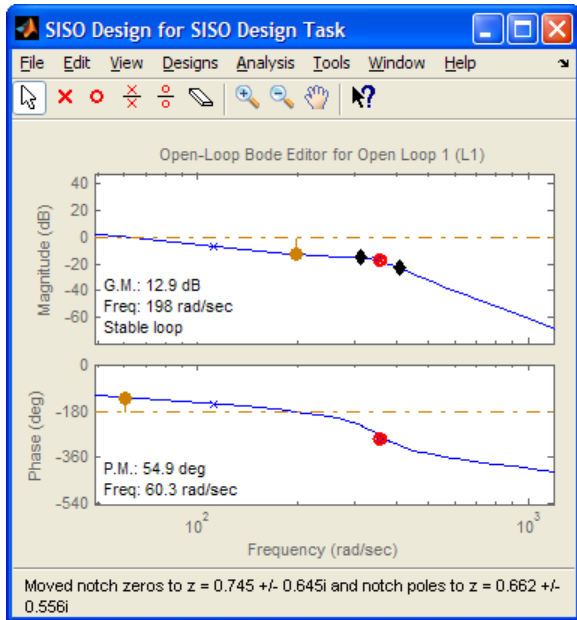 SISO Design for SISO Design Task
File Edit View Designs Analysis Tools Window Help
Open-Loop Bode Editor for Open Loop 1 (L1)
Magnitude (dB)
40
20
0
-20
-40
-60
G.M.: 12.9 dB
Freq: 198 rad/sec
Stable loop
Phase (deg)
0
-180
-360
-540
P.M.: 54.9 deg
Freq: 60.3 rad/sec
10^2
10^3
Frequency (rad/sec)
Moved notch zeros to z = 0.745 +/- 0.645i and notch poles to z = 0.662 +/-
0.556i